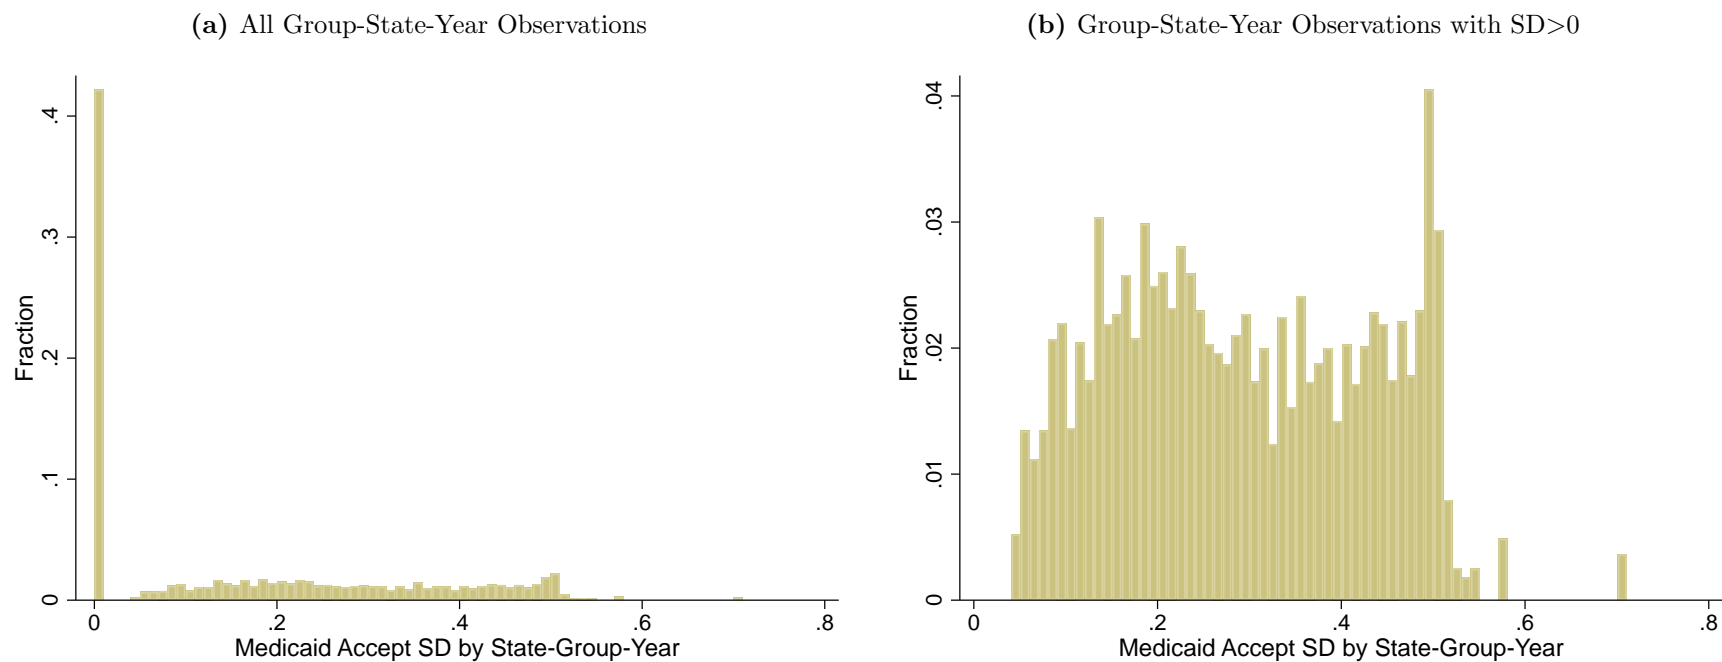 (a) All Group-State-Year Observations
Fraction
.4
.3
.2
.1
0
0 .2 .4 .6 .8
Medicaid Accept SD by State-Group-Year
(b) Group-State-Year Observations with SD>0
Fraction
.04
.03
.02
.01
0
0 .2 .4 .6 .8
Medicaid Accept SD by State-Group-Year